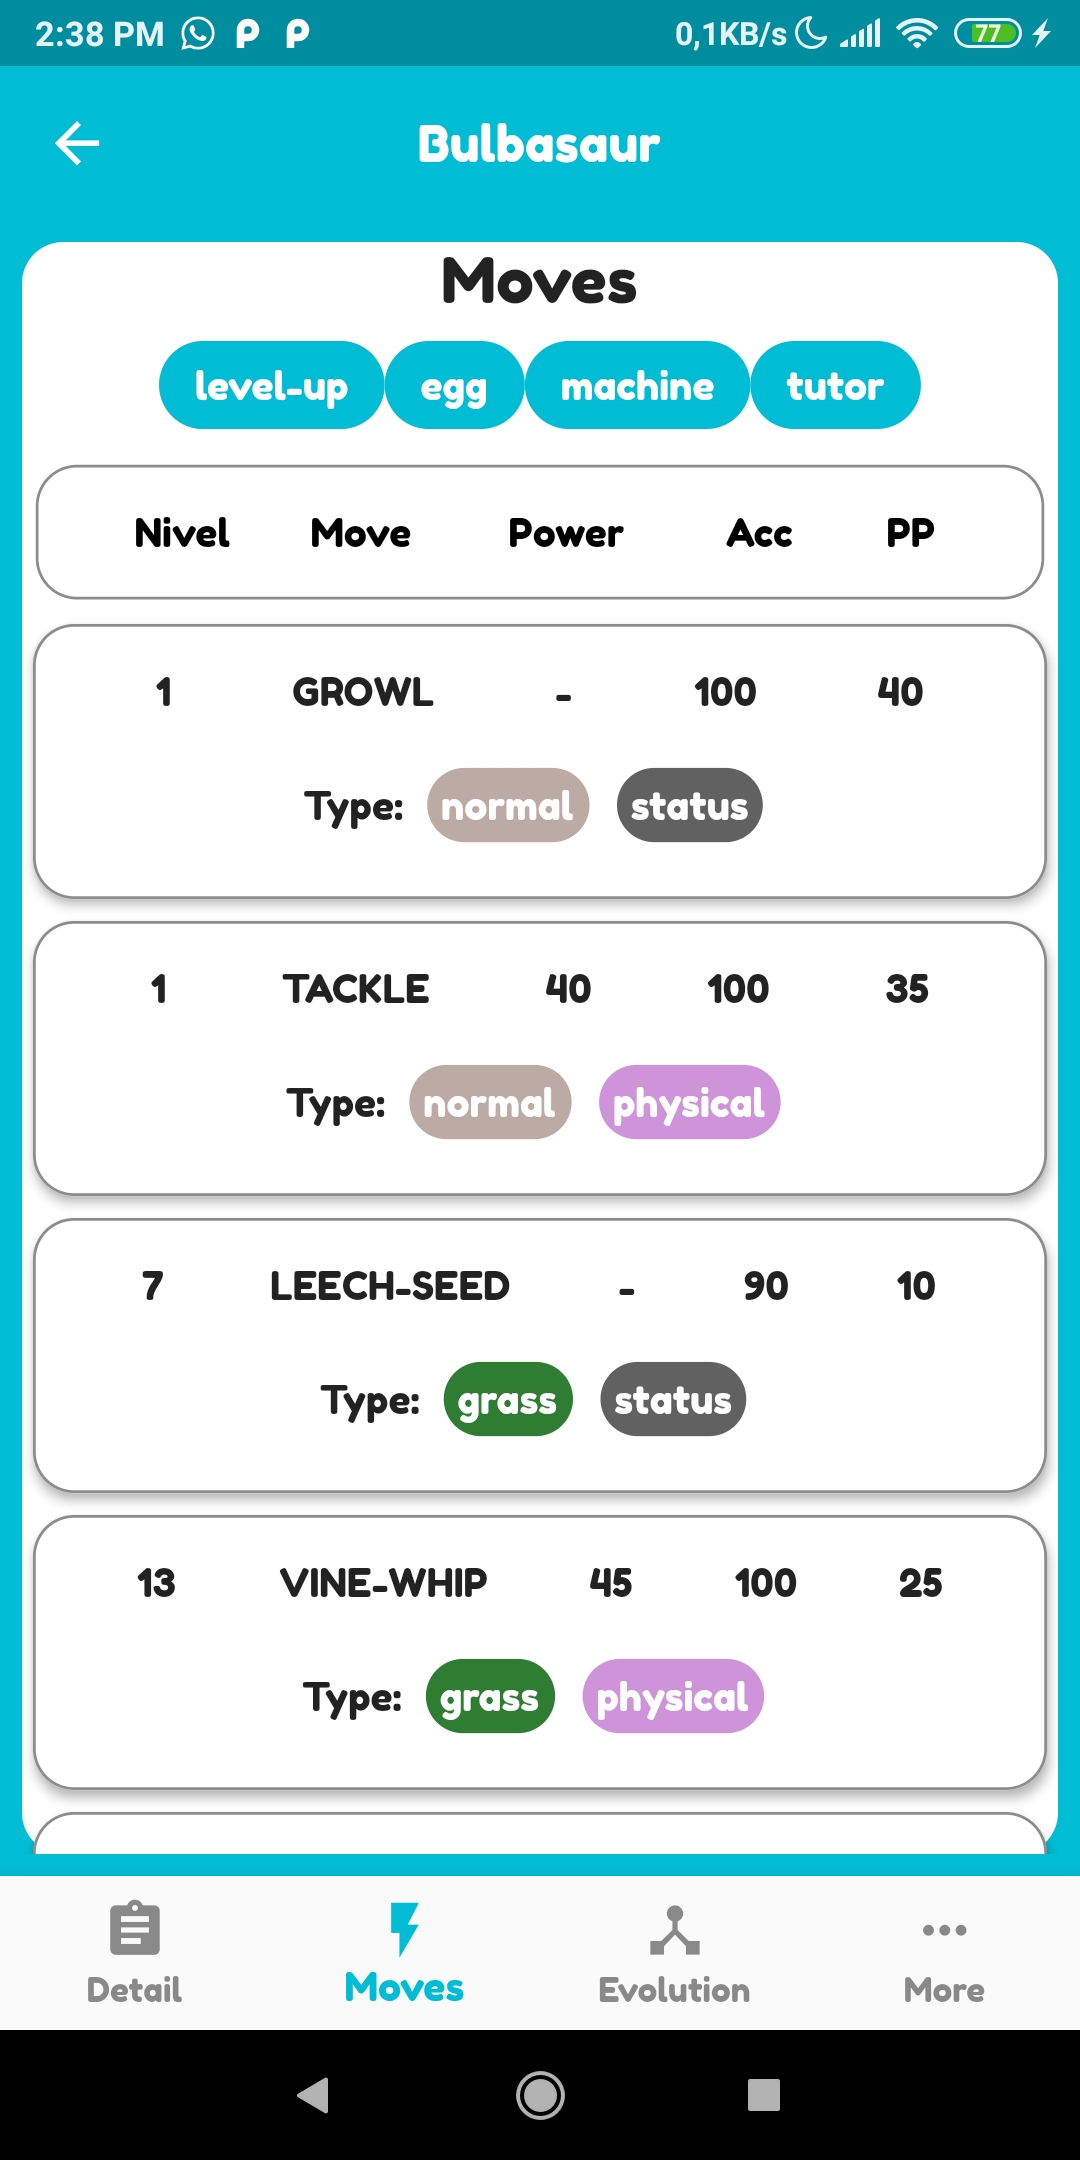 2:38 PM 0,1KB/s 77
Bulbasaur
Moves
level-up egg machine tutor
Nivel Move Power Acc PP
1 GROWL - 100 40
Type: normal status
1 TACKLE 40 100 35
Type: normal physical
7 LEECH-SEED - 90 10
Type: grass status
13 VINE-WHIP 45 100 25
Type: grass physical
Detail Moves Evolution More